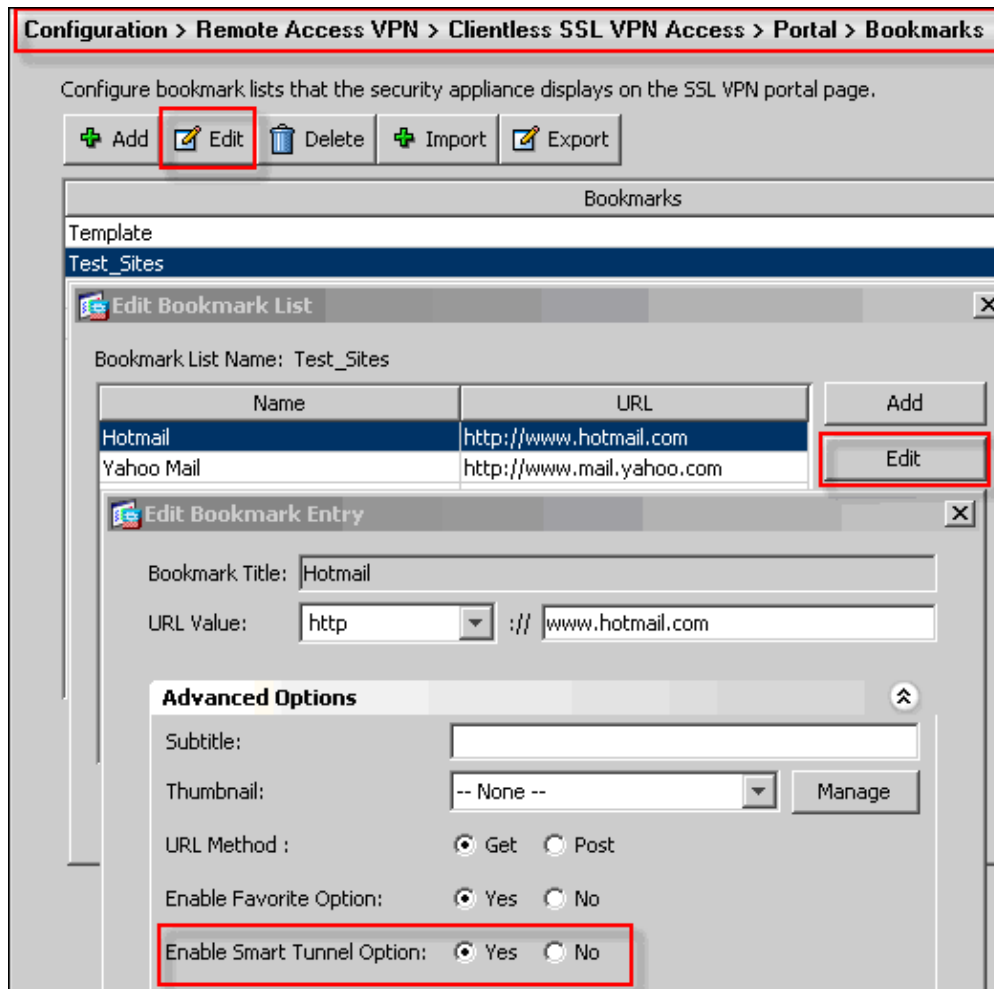 Configuration > Remote Access VPN > Clientless SSL VPN Access > Portal > Bookmarks
Configure bookmark lists that the security appliance displays on the SSL VPN portal page.
Add Edit Delete Import Export
Bookmarks
Template
Test_Sites
Edit Bookmark List
Bookmark List Name: Test_Sites
Name URL Add
Hotmail http://www.hotmail.com
Yahoo Mail http://www.mail.yahoo.com Edit
Edit Bookmark Entry
Bookmark Title: Hotmail
URL Value: http :// www.hotmail.com
Advanced Options
Subtitle:
Thumbnail: -- None -- Manage
URL Method : Get Post
Enable Favorite Option: Yes No
Enable Smart Tunnel Option: Yes No